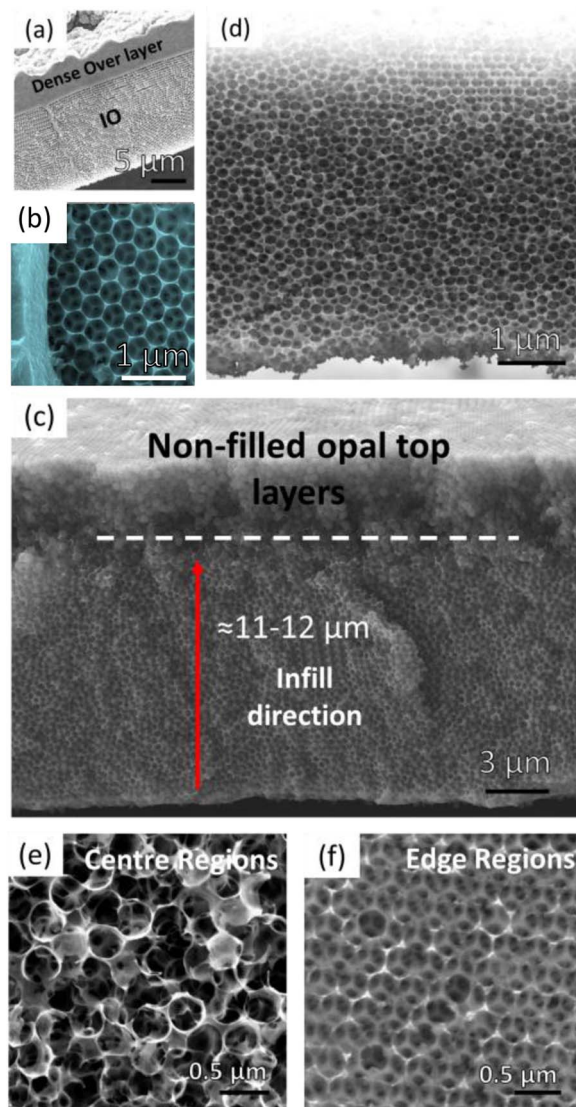 (a)
Dense Over layer
IO
5 µm
(b)
1 µm
(d)
1 µm
(c)
Non-filled opal top
layers
≈11-12 µm
Infill
direction
3 µm
(e)
Centre Regions
0.5 µm
(f)
Edge Regions
0.5 µm